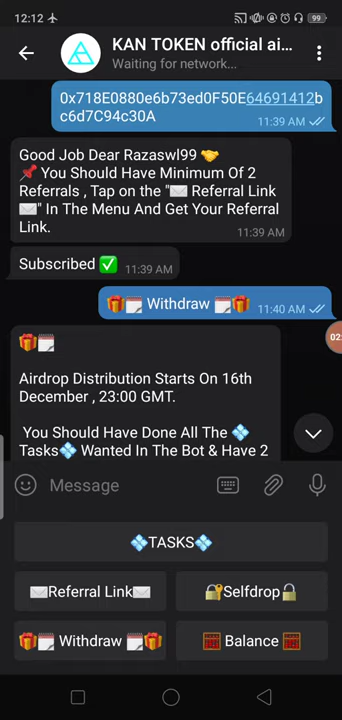 12:12
99
KAN TOKEN official ai...
Waiting for network...
0x718E0880e6b73ed0F50E64691412b
c6d7C94c30A
11:39 AM
Good Job Dear Razaswl99 🤝
📌 You Should Have Minimum Of 2
Referrals , Tap on the "✉️ Referral Link
✉️" In The Menu And Get Your Referral
Link.
11:39 AM
Subscribed ✅ 11:39 AM
🎁🗓 Withdraw 🗓🎁 11:40 AM
02:
🎁🗓
Airdrop Distribution Starts On 16th
December , 23:00 GMT.
You Should Have Done All The 💠
Tasks💠 Wanted In The Bot & Have 2
Message
💠TASKS💠
✉️Referral Link✉️
🔐Selfdrop🔓
🎁🗓 Withdraw 🗓🎁
🧮 Balance 🧮